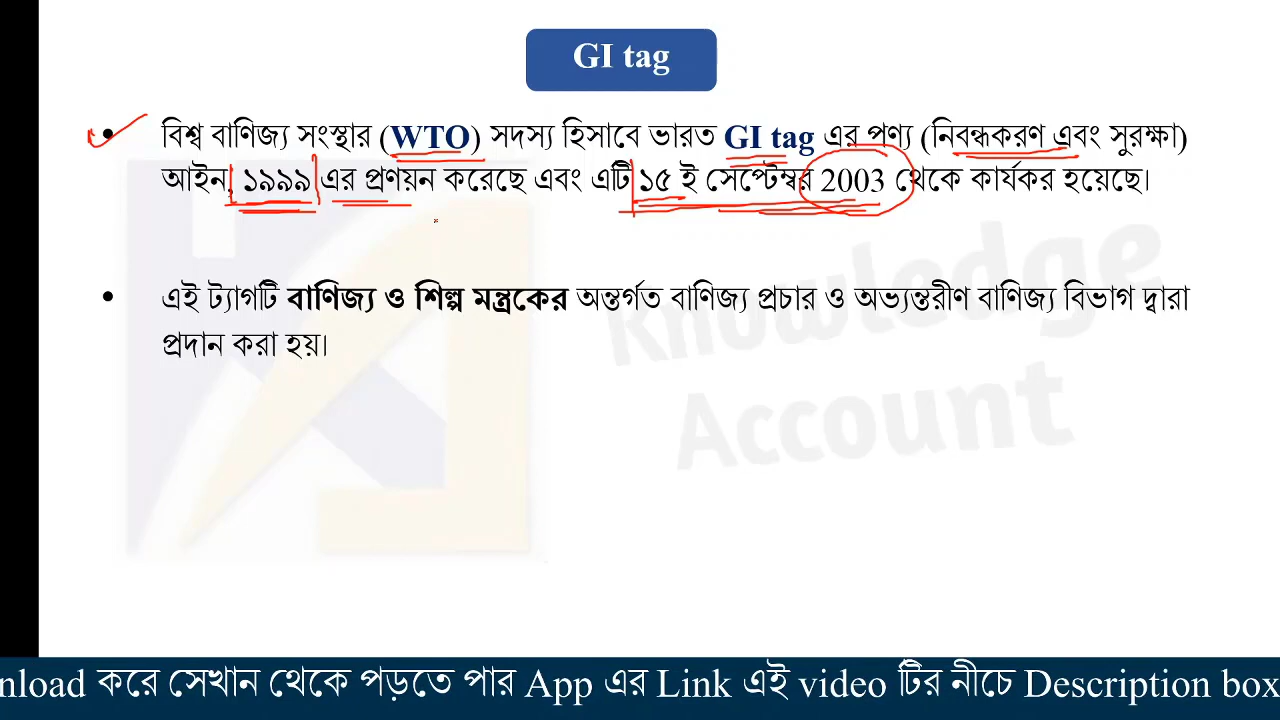 GI tag
• বিশ্ব বাণিজ্য সংস্থার (WTO) সদস্য হিসাবে ভারত GI tag এর পণ্য (নিবন্ধকরণ এবং সুরক্ষা)
আইন, ১৯৯৯ এর প্রণয়ন করেছে এবং এটি ১৫ ই সেপ্টেম্বর 2003 থেকে কার্যকর হয়েছে।
• এই ট্যাগটি বাণিজ্য ও শিল্প মন্ত্রকের অন্তর্গত বাণিজ্য প্রচার ও অভ্যন্তরীণ বাণিজ্য বিভাগ দ্বারা
প্রদান করা হয়।
Knowledge
Account
nload করে সেখান থেকে পড়তে পার App এর Link এই video টির নীচে Description box